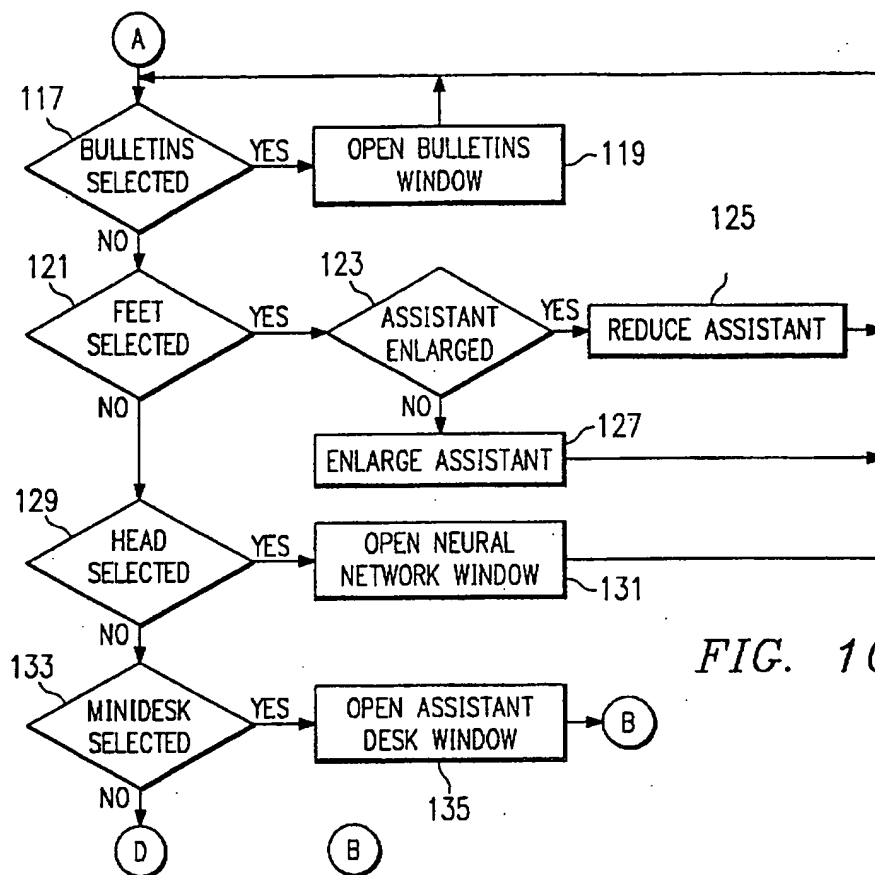 A
117
BULLETINS
SELECTED
YES
OPEN BULLETINS
WINDOW
119
NO
121
FEET
SELECTED
YES
123
ASSISTANT
ENLARGED
YES
125
REDUCE ASSISTANT
NO
NO
127
ENLARGE ASSISTANT
129
HEAD
SELECTED
YES
OPEN NEURAL
NETWORK WINDOW
131
NO
FIG. 10
133
MINIDESK
SELECTED
YES
OPEN ASSISTANT
DESK WINDOW
135
B
NO
D
B